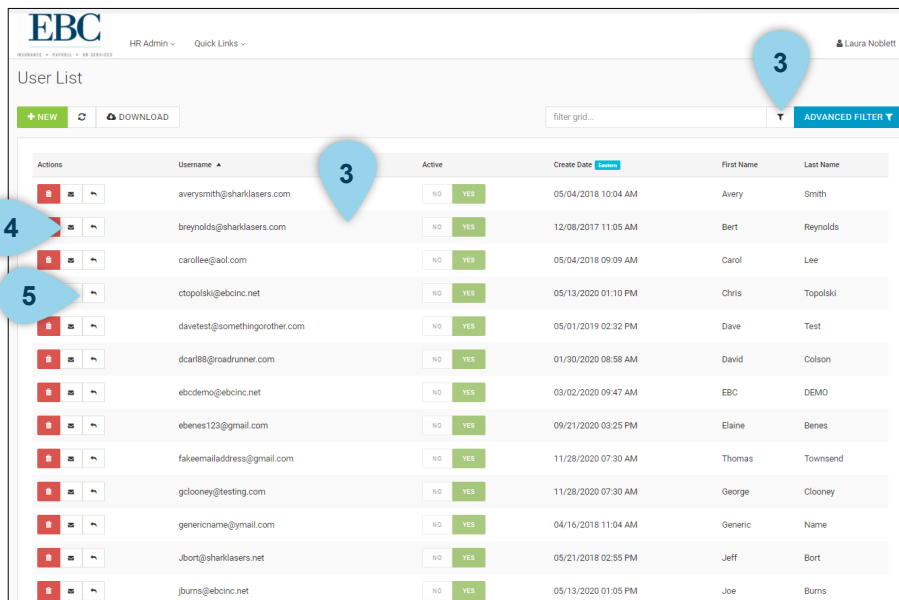 EBC
INSURANCE • PAYROLL • HR SERVICES
HR Admin Quick Links Laura Noblett
3
User List
+ NEW DOWNLOAD filter grid... ADVANCED FILTER
Actions Username Active Create Date Eastern First Name Last Name
3
averysmith@sharklasers.com NO YES 05/04/2018 10:04 AM Avery Smith
4 breynolds@sharklasers.com NO YES 12/08/2017 11:05 AM Bert Reynolds
carollee@aol.com NO YES 05/04/2018 09:09 AM Carol Lee
5 ctopolski@ebcinc.net NO YES 05/13/2020 01:10 PM Chris Topolski
davetest@somethingorother.com NO YES 05/01/2019 02:32 PM Dave Test
dcarl88@roadrunner.com NO YES 01/30/2020 08:58 AM David Colson
ebcdemo@ebcinc.net NO YES 03/02/2020 09:47 AM EBC DEMO
ebenes123@gmail.com NO YES 09/21/2020 03:25 PM Elaine Benes
fakeemailaddress@gmail.com NO YES 11/28/2020 07:30 AM Thomas Townsend
gclooney@testing.com NO YES 11/28/2020 07:30 AM George Clooney
genericname@ymail.com NO YES 04/16/2018 11:04 AM Generic Name
Jbort@sharklasers.net NO YES 05/21/2018 02:55 PM Jeff Bort
jburns@ebcinc.net NO YES 05/13/2020 01:05 PM Joe Burns